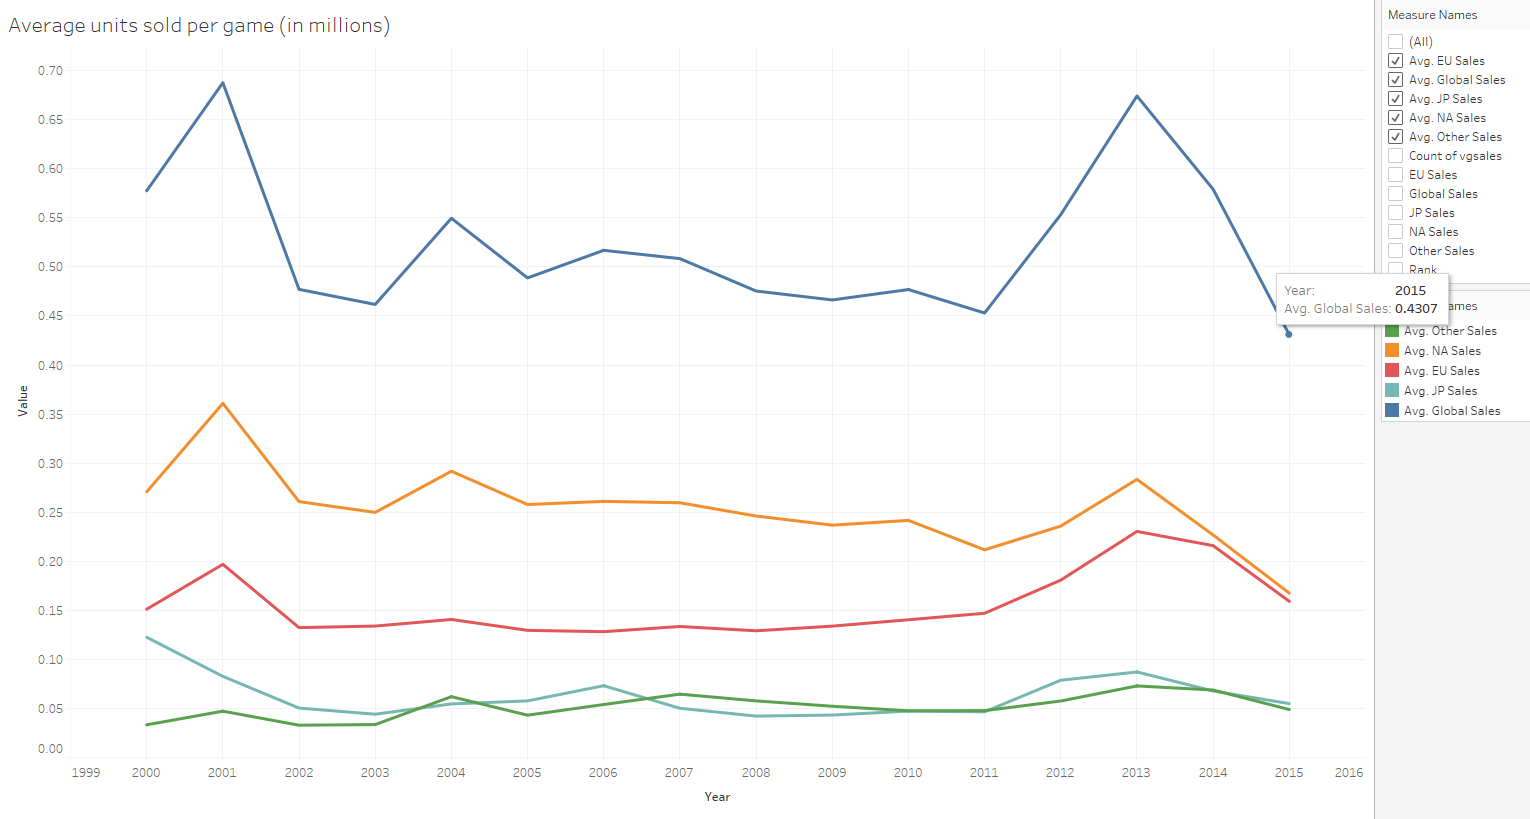 Average units sold per game (in millions)
0.70
0.65
0.60
0.55
0.50
0.45
0.40
0.35
0.30
0.25
0.20
0.15
0.10
0.05
0.00
Value
1999 2000 2001 2002 2003 2004 2005 2006 2007 2008 2009 2010 2011 2012 2013 2014 2015 2016
Year
Measure Names
(All)
Avg. EU Sales
Avg. Global Sales
Avg. JP Sales
Avg. NA Sales
Avg. Other Sales
Count of vgsales
EU Sales
Global Sales
JP Sales
NA Sales
Other Sales
Rank
Year: 2015
Avg. Global Sales: 0.4307
ames
Avg. Other Sales
Avg. NA Sales
Avg. EU Sales
Avg. JP Sales
Avg. Global Sales